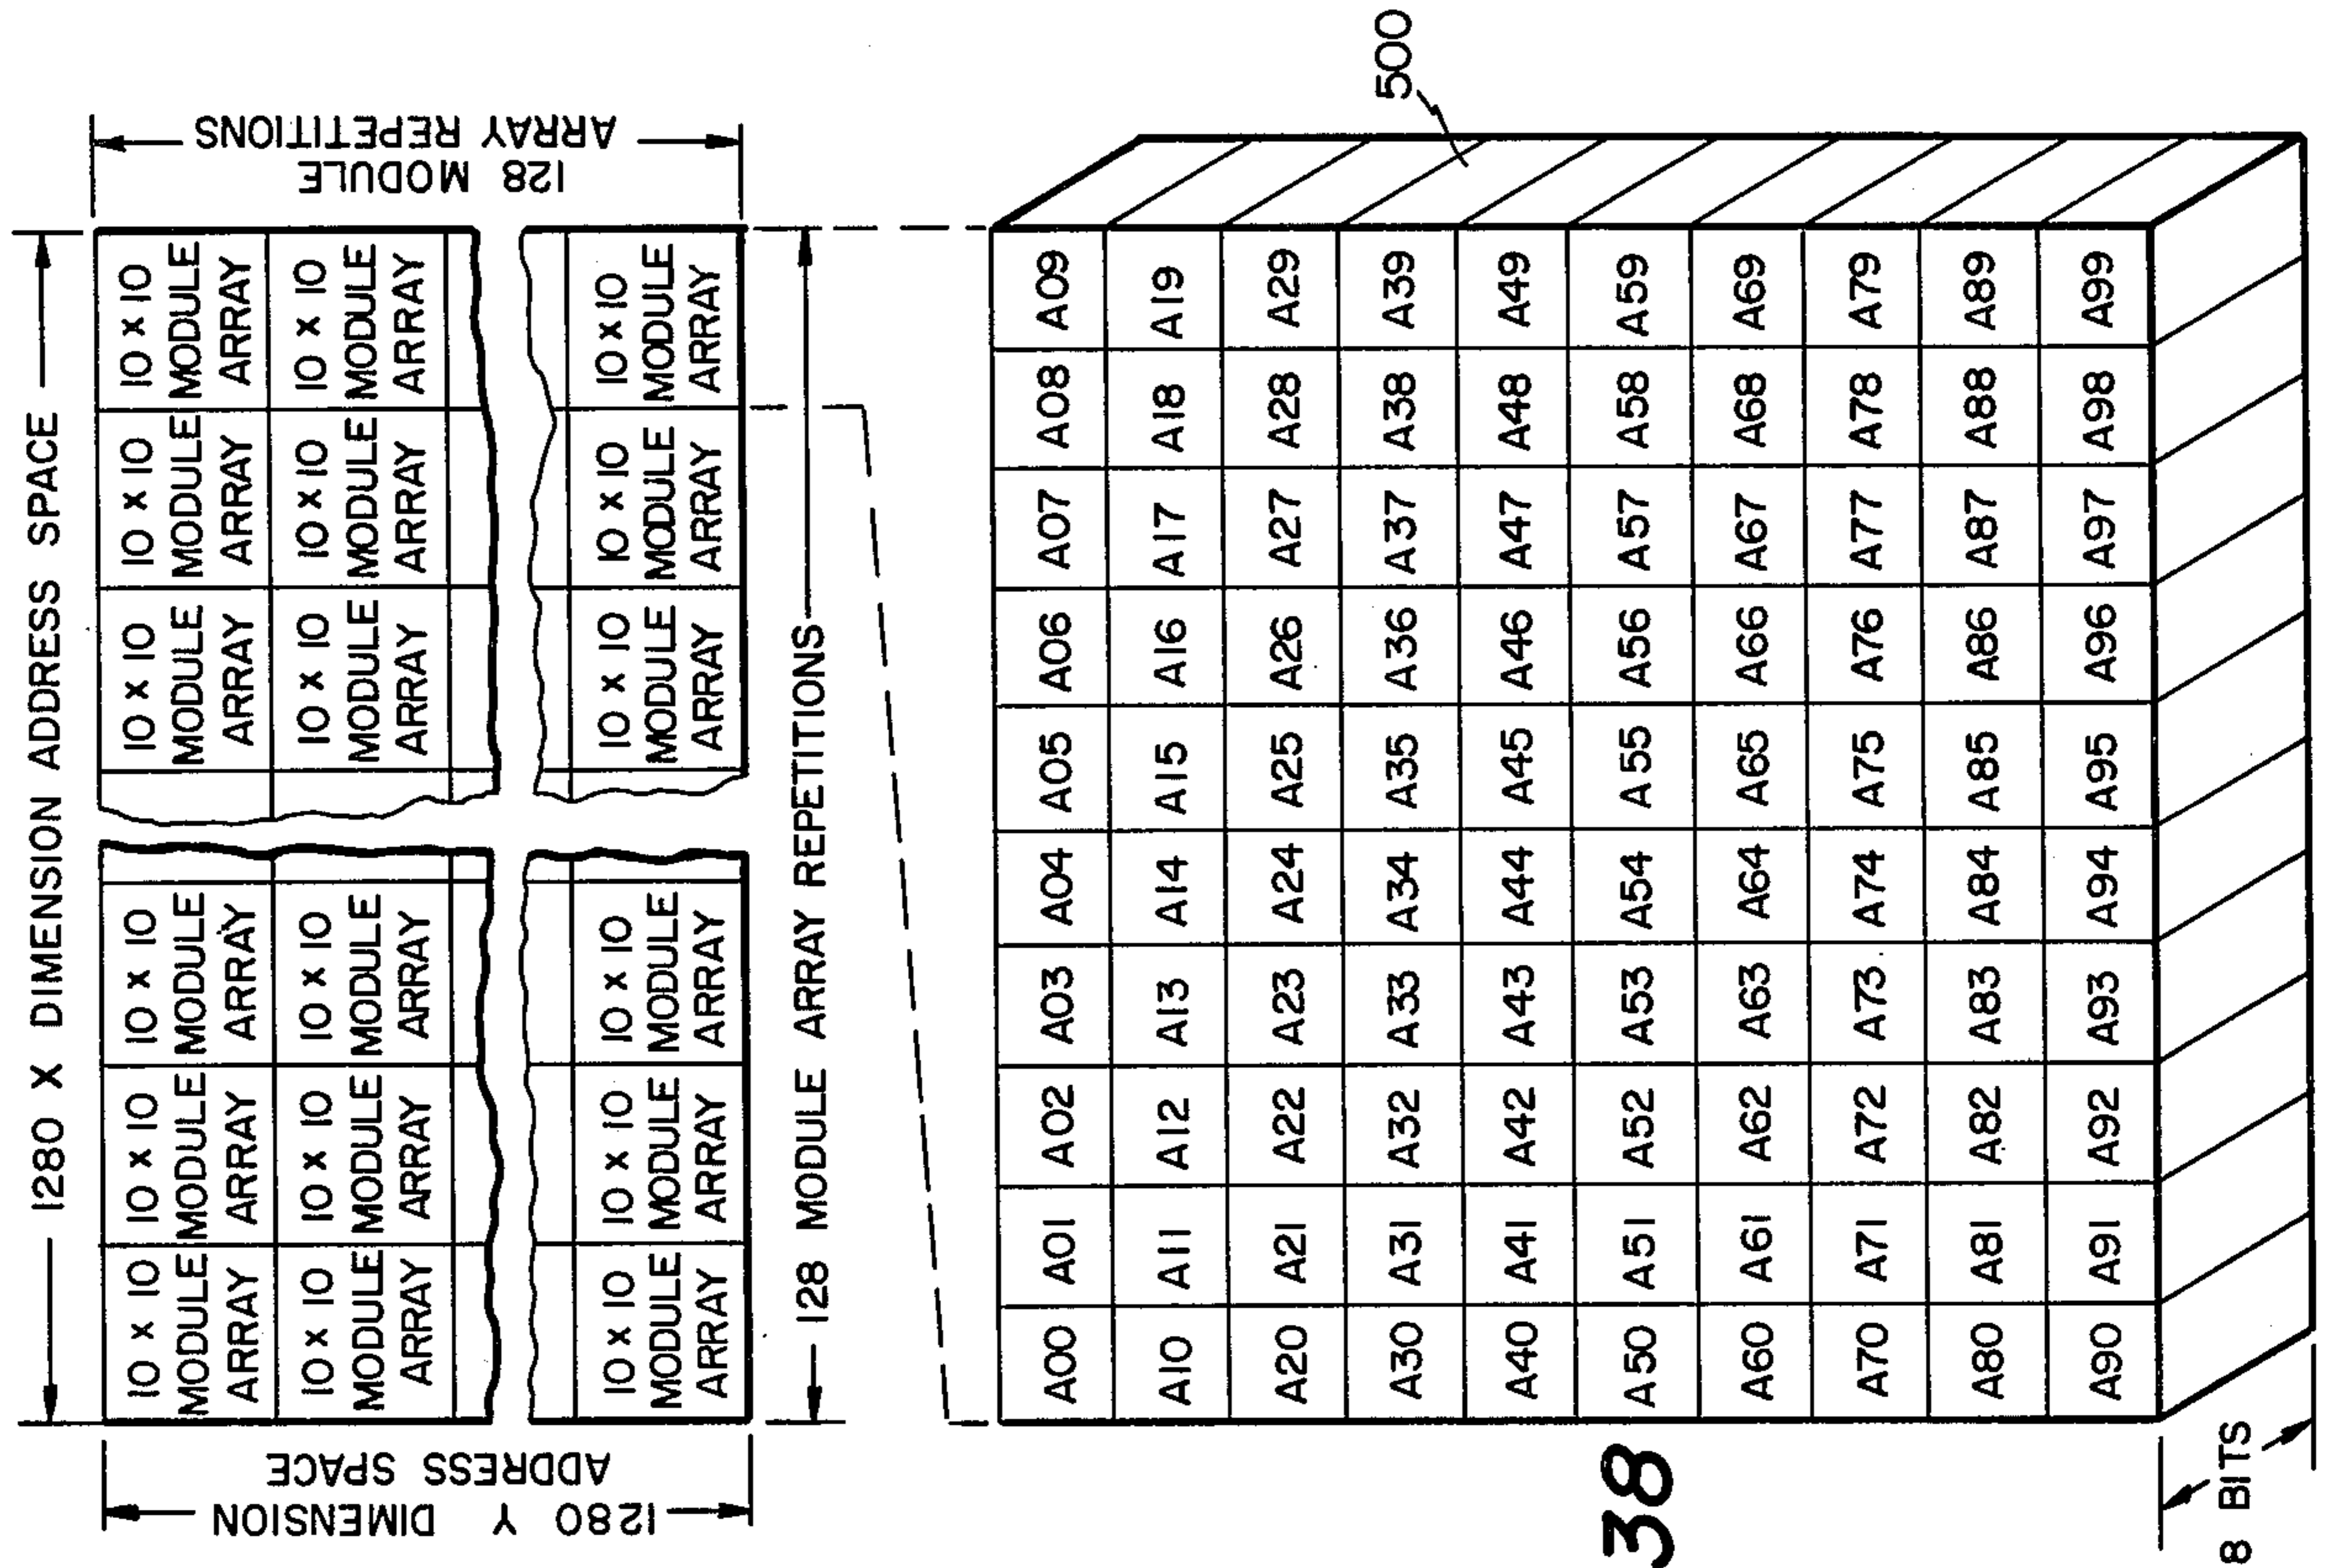 1280 X DIMENSION ADDRESS SPACE
1280 Y DIMENSION
ADDRESS SPACE
10 x 10 10 x 10 10 x 10 10 x 10 10 x 10 10 x 10
MODULE MODULE MODULE MODULE MODULE MODULE
ARRAY ARRAY ARRAY ARRAY ARRAY ARRAY
10 x 10 10 x 10 10 x 10 10 x 10 10 x 10 10 x 10
MODULE MODULE MODULE MODULE MODULE MODULE
ARRAY ARRAY ARRAY ARRAY ARRAY ARRAY
10 x 10 10 x 10 10 x 10 10 x 10 10 x 10 10 x 10
MODULE MODULE MODULE MODULE MODULE MODULE
ARRAY ARRAY ARRAY ARRAY ARRAY ARRAY
128 MODULE
ARRAY REPETITIONS
128 MODULE ARRAY REPETITIONS
A00 A01 A02 A03 A04 A05 A06 A07 A08 A09
A10 A11 A12 A13 A14 A15 A16 A17 A18 A19
A20 A21 A22 A23 A24 A25 A26 A27 A28 A29
A30 A31 A32 A33 A34 A35 A36 A37 A38 A39
A40 A41 A42 A43 A44 A45 A46 A47 A48 A49
A50 A51 A52 A53 A54 A55 A56 A57 A58 A59
A60 A61 A62 A63 A64 A65 A66 A67 A68 A69
A70 A71 A72 A73 A74 A75 A76 A77 A78 A79
A80 A81 A82 A83 A84 A85 A86 A87 A88 A89
A90 A91 A92 A93 A94 A95 A96 A97 A98 A99
500
38
8 BITS